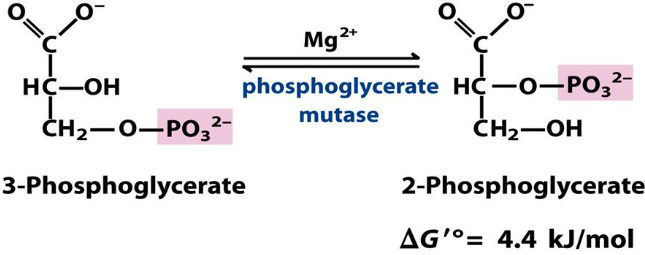 O O⁻
C
HC—OH
CH₂—O—PO₃²⁻
3-Phosphoglycerate
Mg²⁺
phosphoglycerate
mutase
O O⁻
C
HC—O—PO₃²⁻
CH₂—OH
2-Phosphoglycerate
ΔG′°= 4.4 kJ/mol